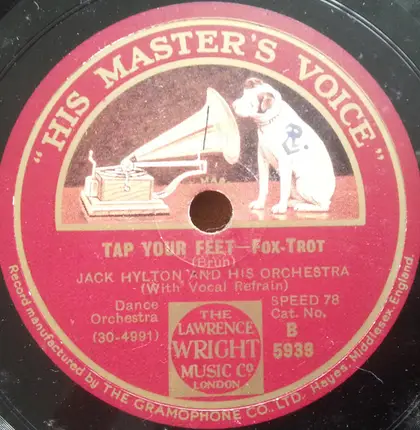 "HIS MASTER'S VOICE"
TAP YOUR FEET—FOX-TROT
(Bruh)
JACK HYLTON AND HIS ORCHESTRA
(With Vocal Refrain)
Dance
Orchestra
(30-4991)
THE
LAWRENCE
WRIGHT
MUSIC CO.
LONDON
SPEED 78
Cat. No.
B
5938
Record manufactured by THE GRAMOPHONE CO., LTD., Hayes, Middlesex, England.